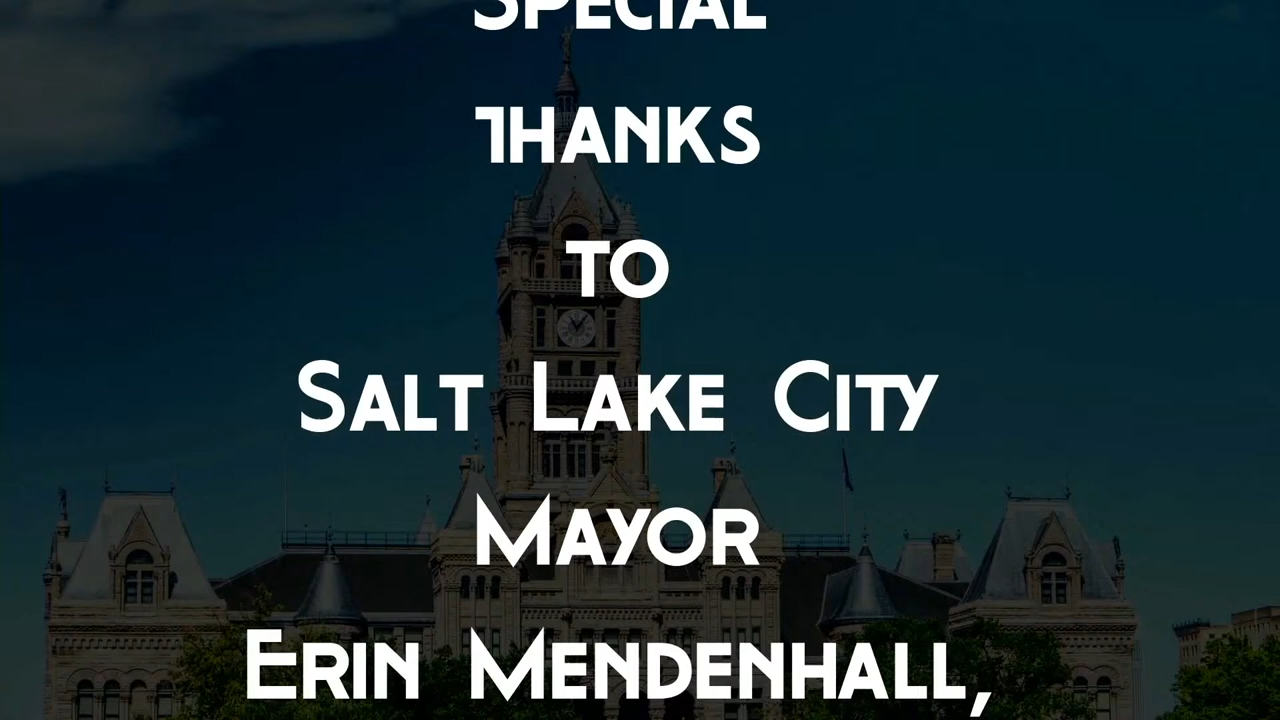 Special
Thanks
to
Salt Lake City
Mayor
Erin Mendenhall,